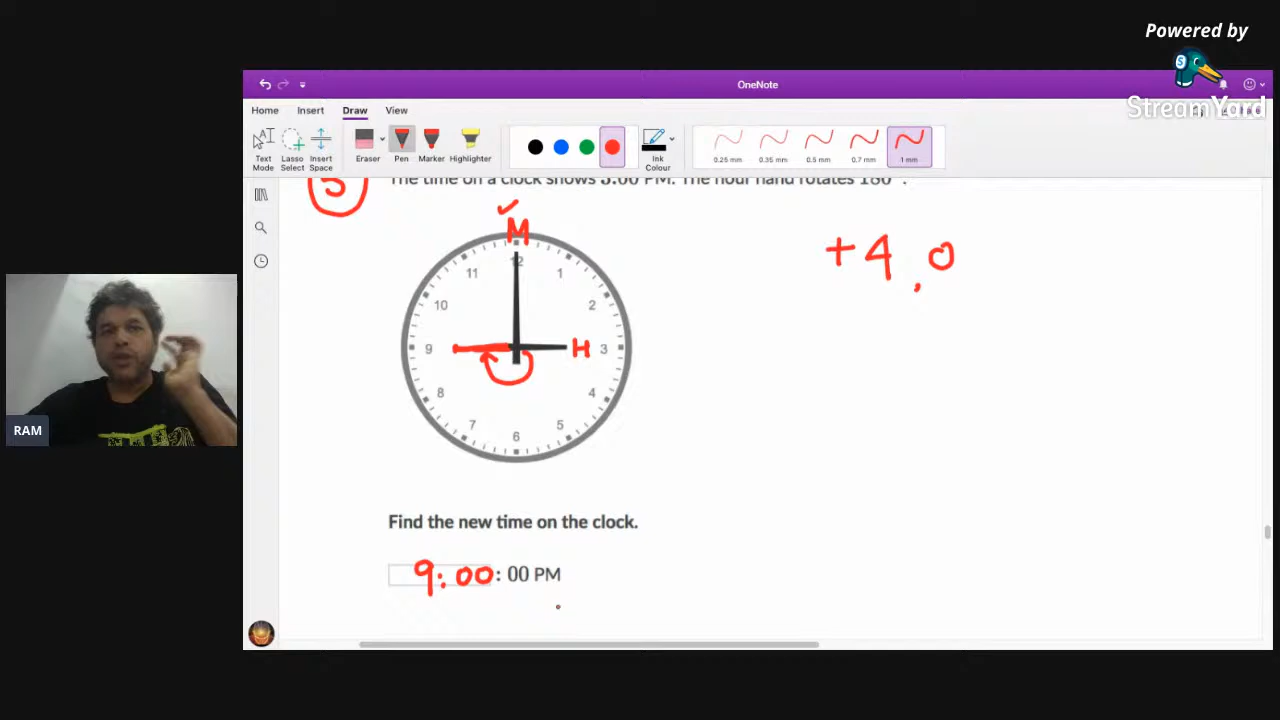 Powered by
StreamYard
OneNote
Home Insert Draw View
Text Mode
Lasso Select
Insert Space
Eraser
Pen
Marker
Highlighter
Ink Colour
0.25 mm
0.35 mm
0.5 mm
0.7 mm
1 mm
5
The time on a clock shows 3:00 PM. The hour hand rotates 180°.
M
12
11 1
10 2
9 H 3
8 4
7 5
6
+4, 0
Find the new time on the clock.
9:00 : 00 PM
RAM